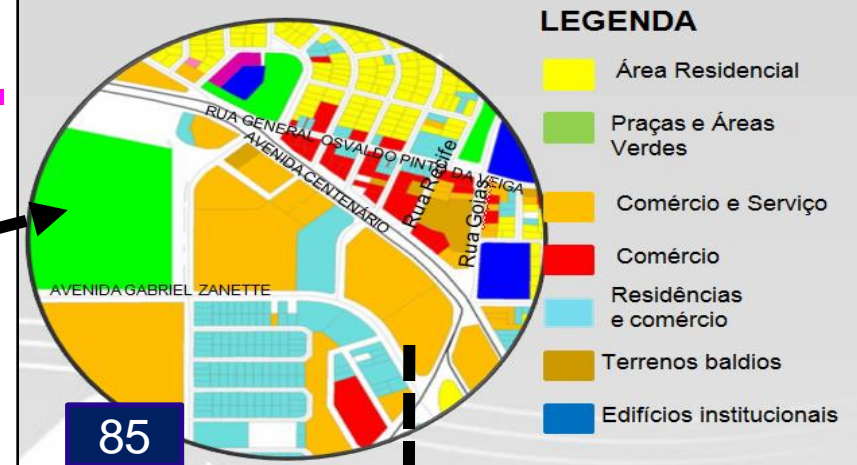 LEGENDA
Área Residencial
Praças e Áreas
Verdes
Comércio e Serviço
Comércio
Residências
e comércio
Terrenos baldios
Edifícios institucionais
RUA GENERAL OSVALDO PINTO DA VEIGA
AVENIDA CENTENÁRIO
Rua Recife
Rua Goias
AVENIDA GABRIEL ZANETTE
85